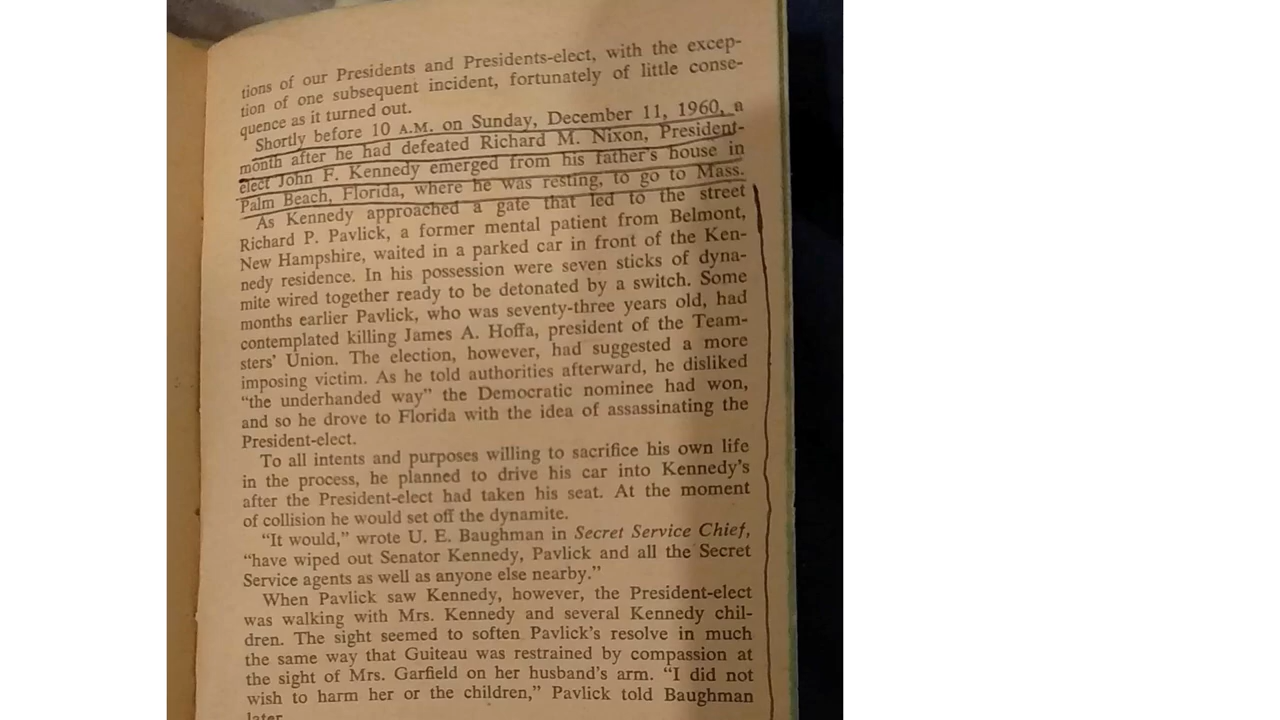 tions of our Presidents and Presidents-elect, with the excep-
tion of one subsequent incident, fortunately of little conse-
quence as it turned out.
Shortly before 10 A.M. on Sunday, December 11, 1960, a
month after he had defeated Richard M. Nixon, President-
elect John F. Kennedy emerged from his father's house in
Palm Beach, Florida, where he was resting, to go to Mass.
As Kennedy approached a gate that led to the street
Richard P. Pavlick, a former mental patient from Belmont,
New Hampshire, waited in a parked car in front of the Ken-
nedy residence. In his possession were seven sticks of dyna-
mite wired together ready to be detonated by a switch. Some
months earlier Pavlick, who was seventy-three years old, had
contemplated killing James A. Hoffa, president of the Team-
sters' Union. The election, however, had suggested a more
imposing victim. As he told authorities afterward, he disliked
“the underhanded way” the Democratic nominee had won,
and so he drove to Florida with the idea of assassinating the
President-elect.
To all intents and purposes willing to sacrifice his own life
in the process, he planned to drive his car into Kennedy's
after the President-elect had taken his seat. At the moment
of collision he would set off the dynamite.
“It would,” wrote U. E. Baughman in Secret Service Chief,
“have wiped out Senator Kennedy, Pavlick and all the Secret
Service agents as well as anyone else nearby.”
When Pavlick saw Kennedy, however, the President-elect
was walking with Mrs. Kennedy and several Kennedy chil-
dren. The sight seemed to soften Pavlick's resolve in much
the same way that Guiteau was restrained by compassion at
the sight of Mrs. Garfield on her husband's arm. “I did not
wish to harm her or the children,” Pavlick told Baughman
later.